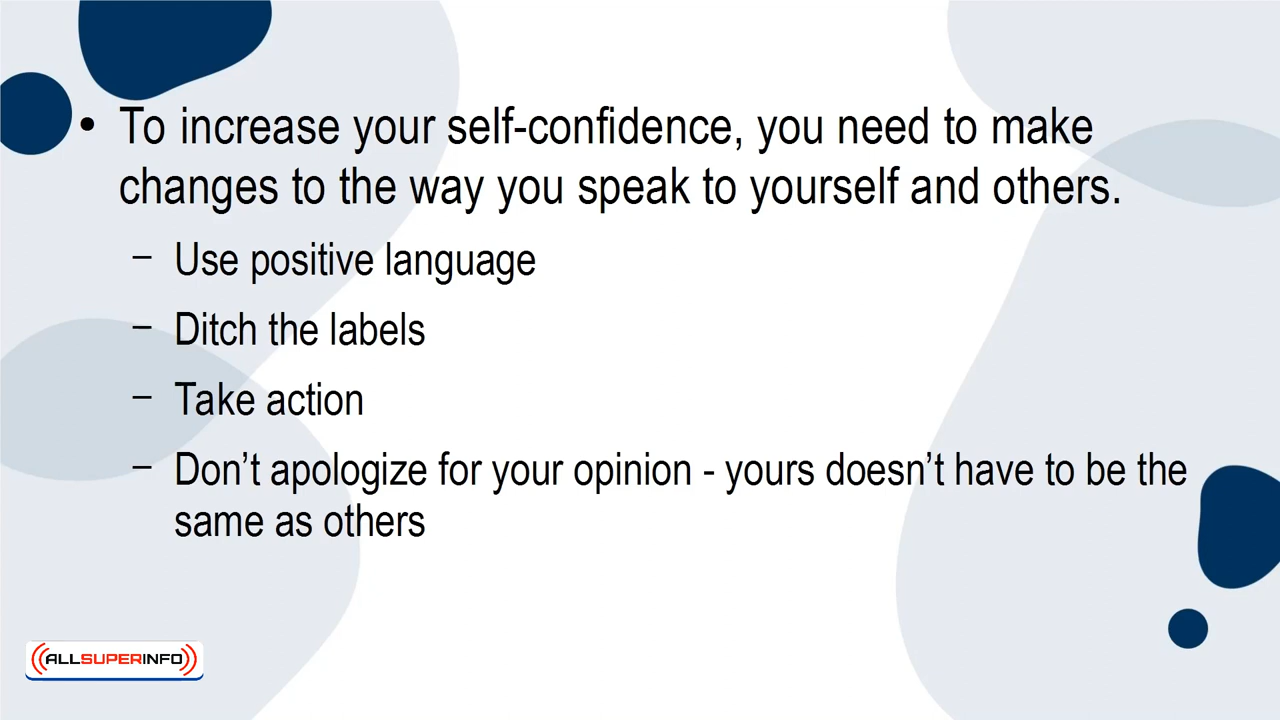 • To increase your self-confidence, you need to make
changes to the way you speak to yourself and others.
– Use positive language
– Ditch the labels
– Take action
– Don’t apologize for your opinion - yours doesn’t have to be the
same as others
ALLSUPERINFO